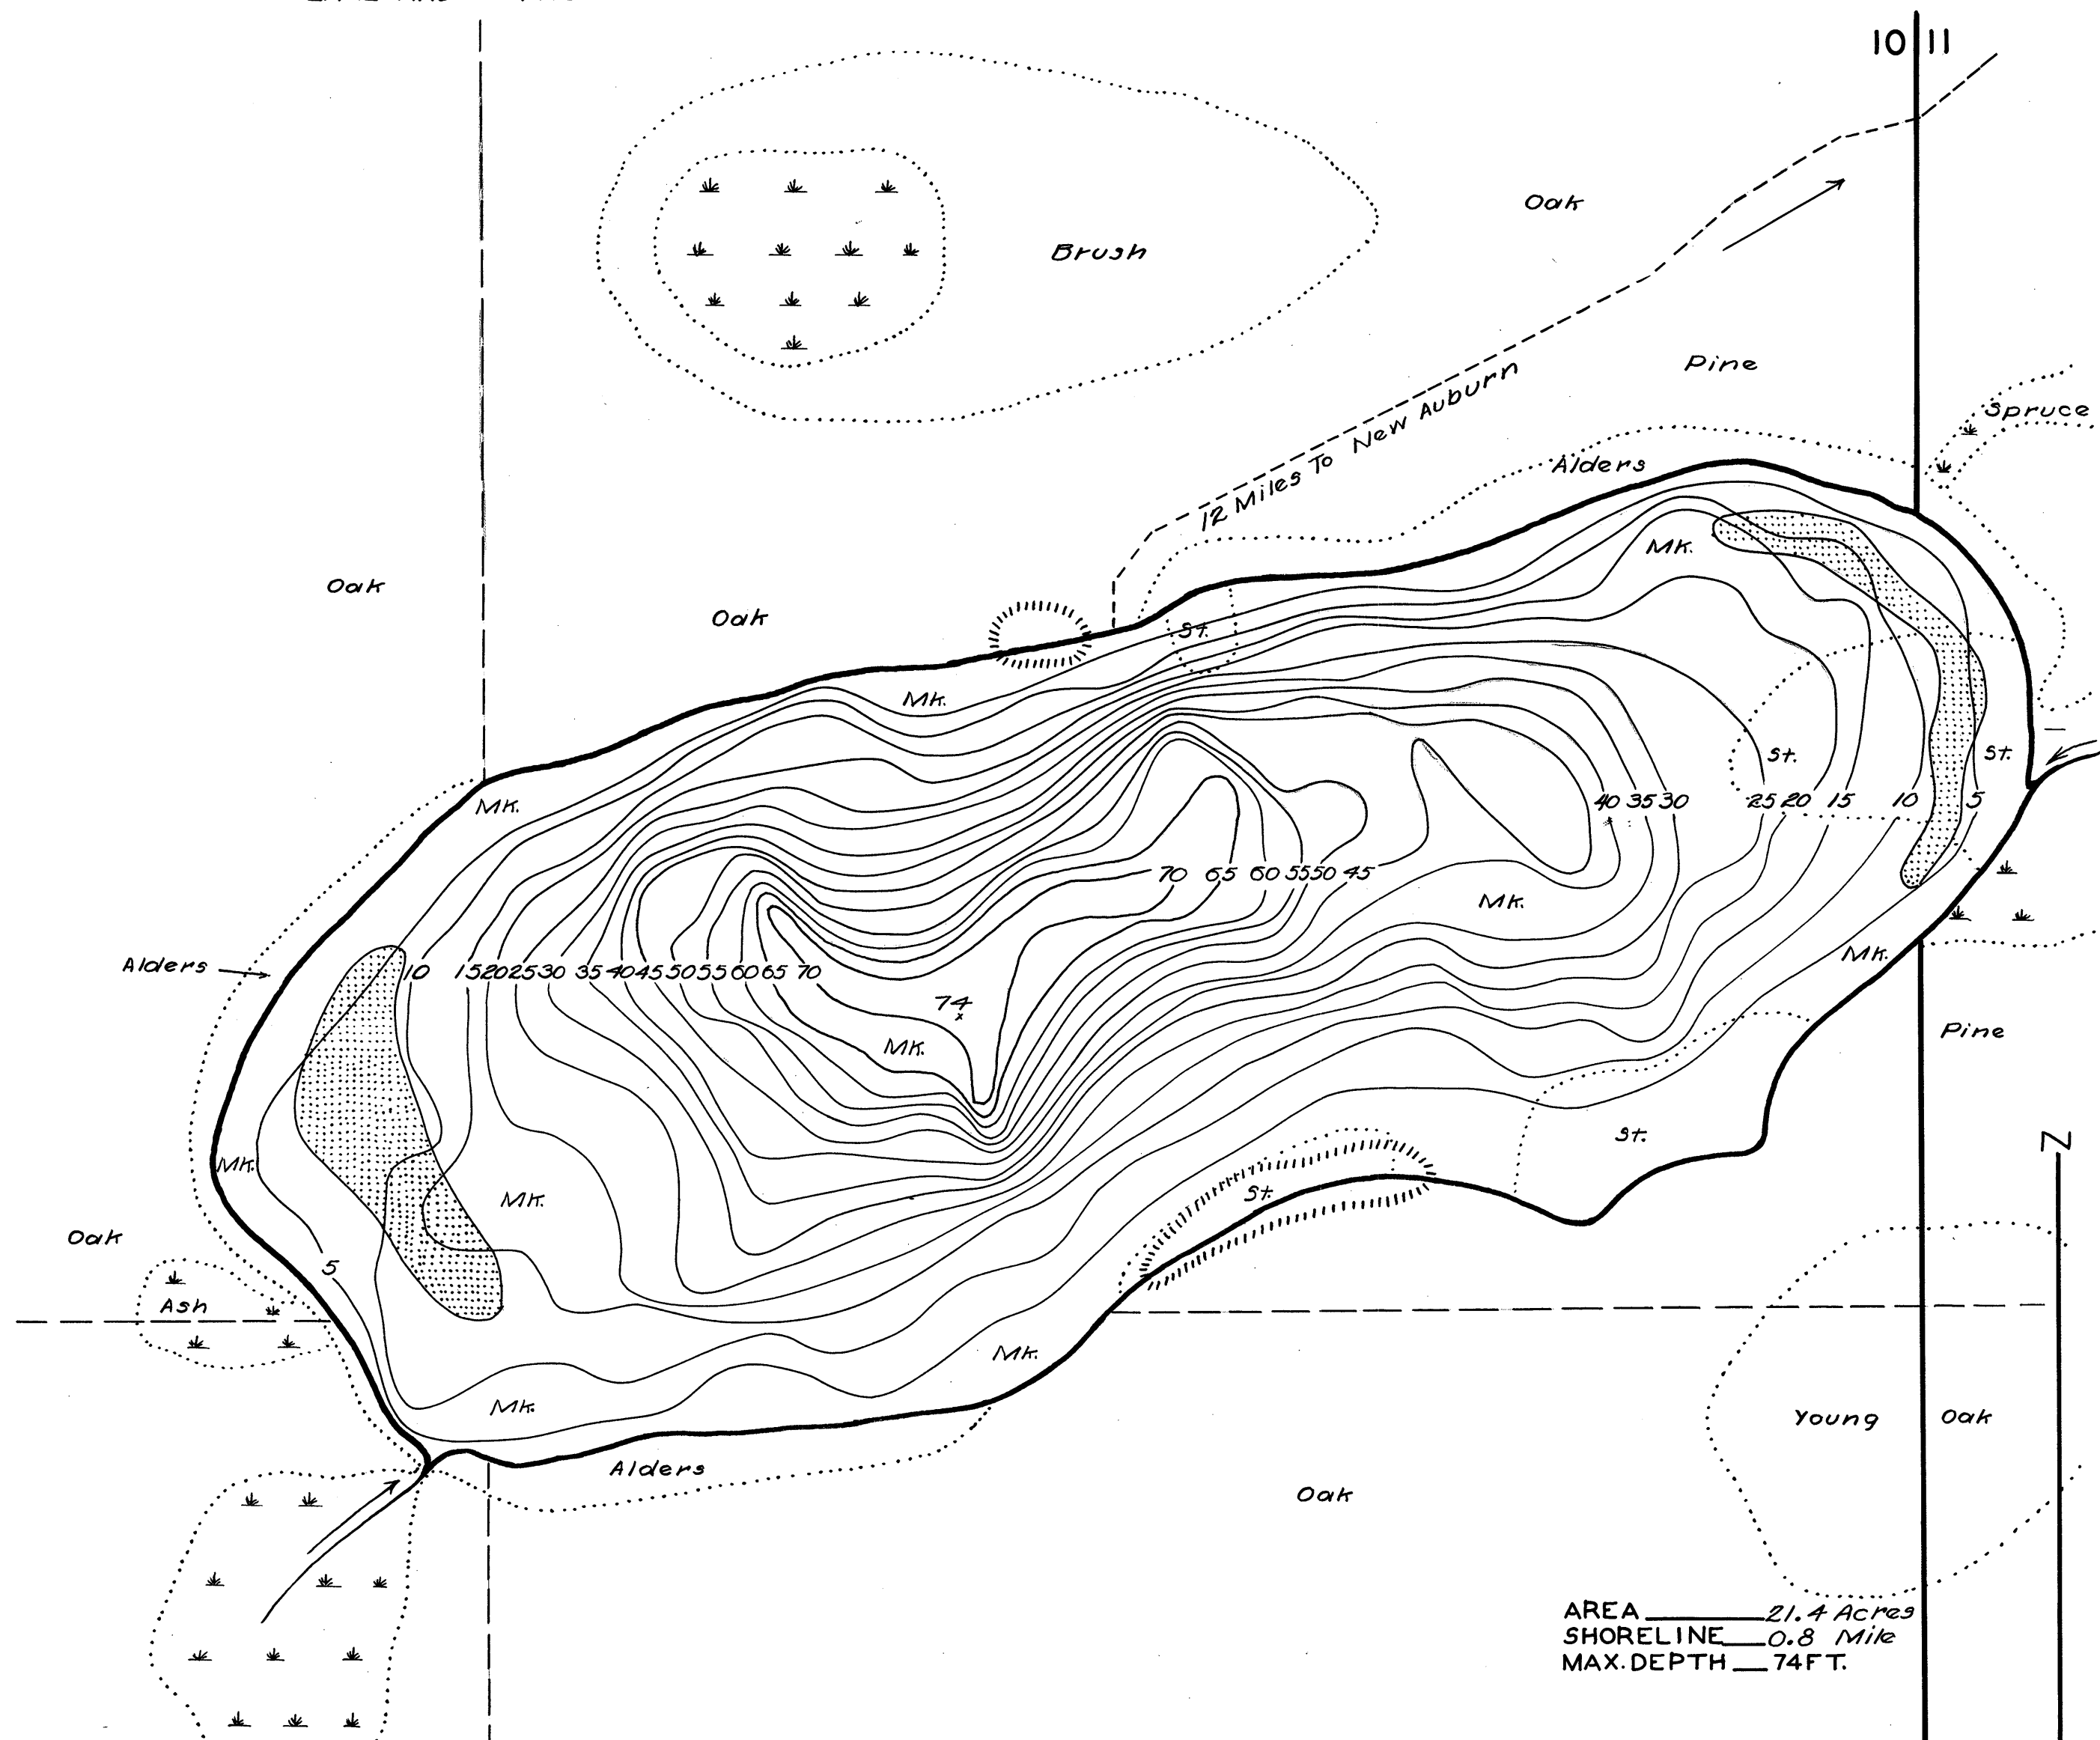 10 11
Oak
Brush
Pine
Spruce
12 Miles To New Auburn
Alders
Mk.
Oak
Oak
St.
Mk.
St.
St.
Mk.
40 35 30 25 20 15 10 5
70 65 60 55 50 45
Mk.
Mk.
Alders
10 15 20 25 30 35 40 45 50 55 60 65 70
74
x
Mk.
Pine
St.
N
Mk.
Mk.
St.
Oak
5
Ash
Mk.
Mk.
Young Oak
Alders
Oak
AREA 21.4 Acres
SHORELINE 0.8 Mile
MAX. DEPTH 74 FT.